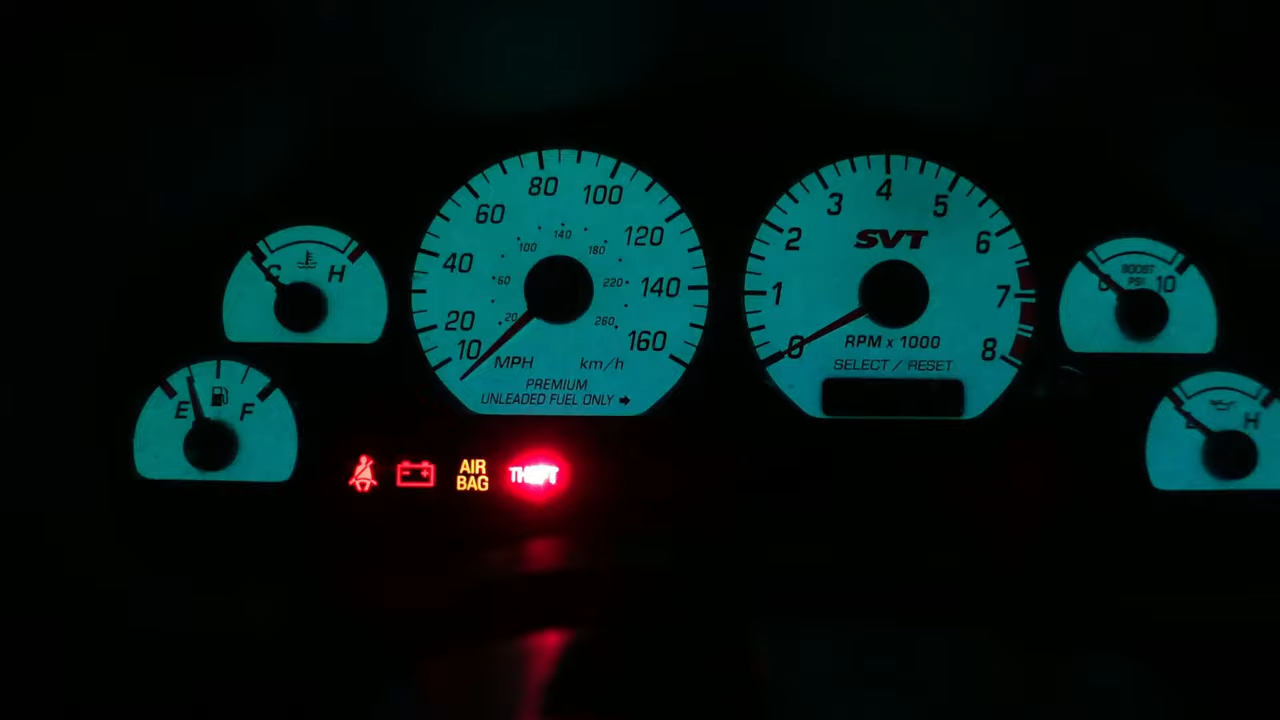 C H
E F
10 20 40 60 80 100 120 140 160
20 60 100 140 180 220 260
MPH km/h
PREMIUM
UNLEADED FUEL ONLY
0 1 2 3 4 5 6 7 8
SVT
RPM x 1000
SELECT / RESET
BOOST
0 PSI 10
L H
AIR
BAG
THEFT